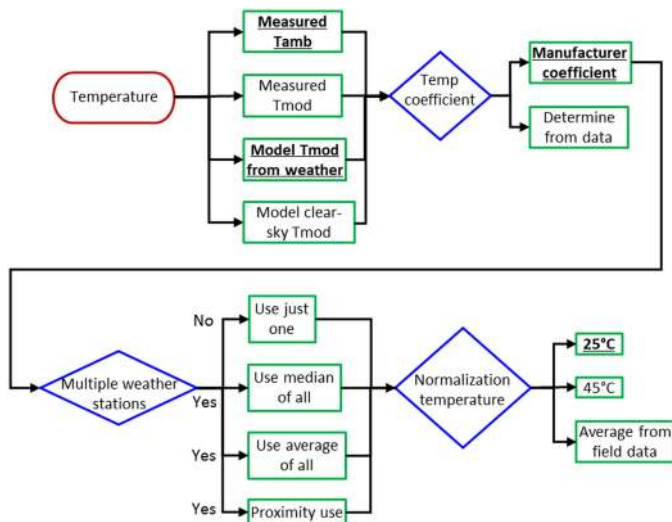 Temperature
Measured
Tamb
Measured
Tmod
Model Tmod
from weather
Model clear-
sky Tmod
Temp
coefficient
Manufacturer
coefficient
Determine
from data
Multiple weather
stations
No
Yes
Yes
Yes
Use just
one
Use median
of all
Use average
of all
Proximity use
Normalization
temperature
25°C
45°C
Average from
field data